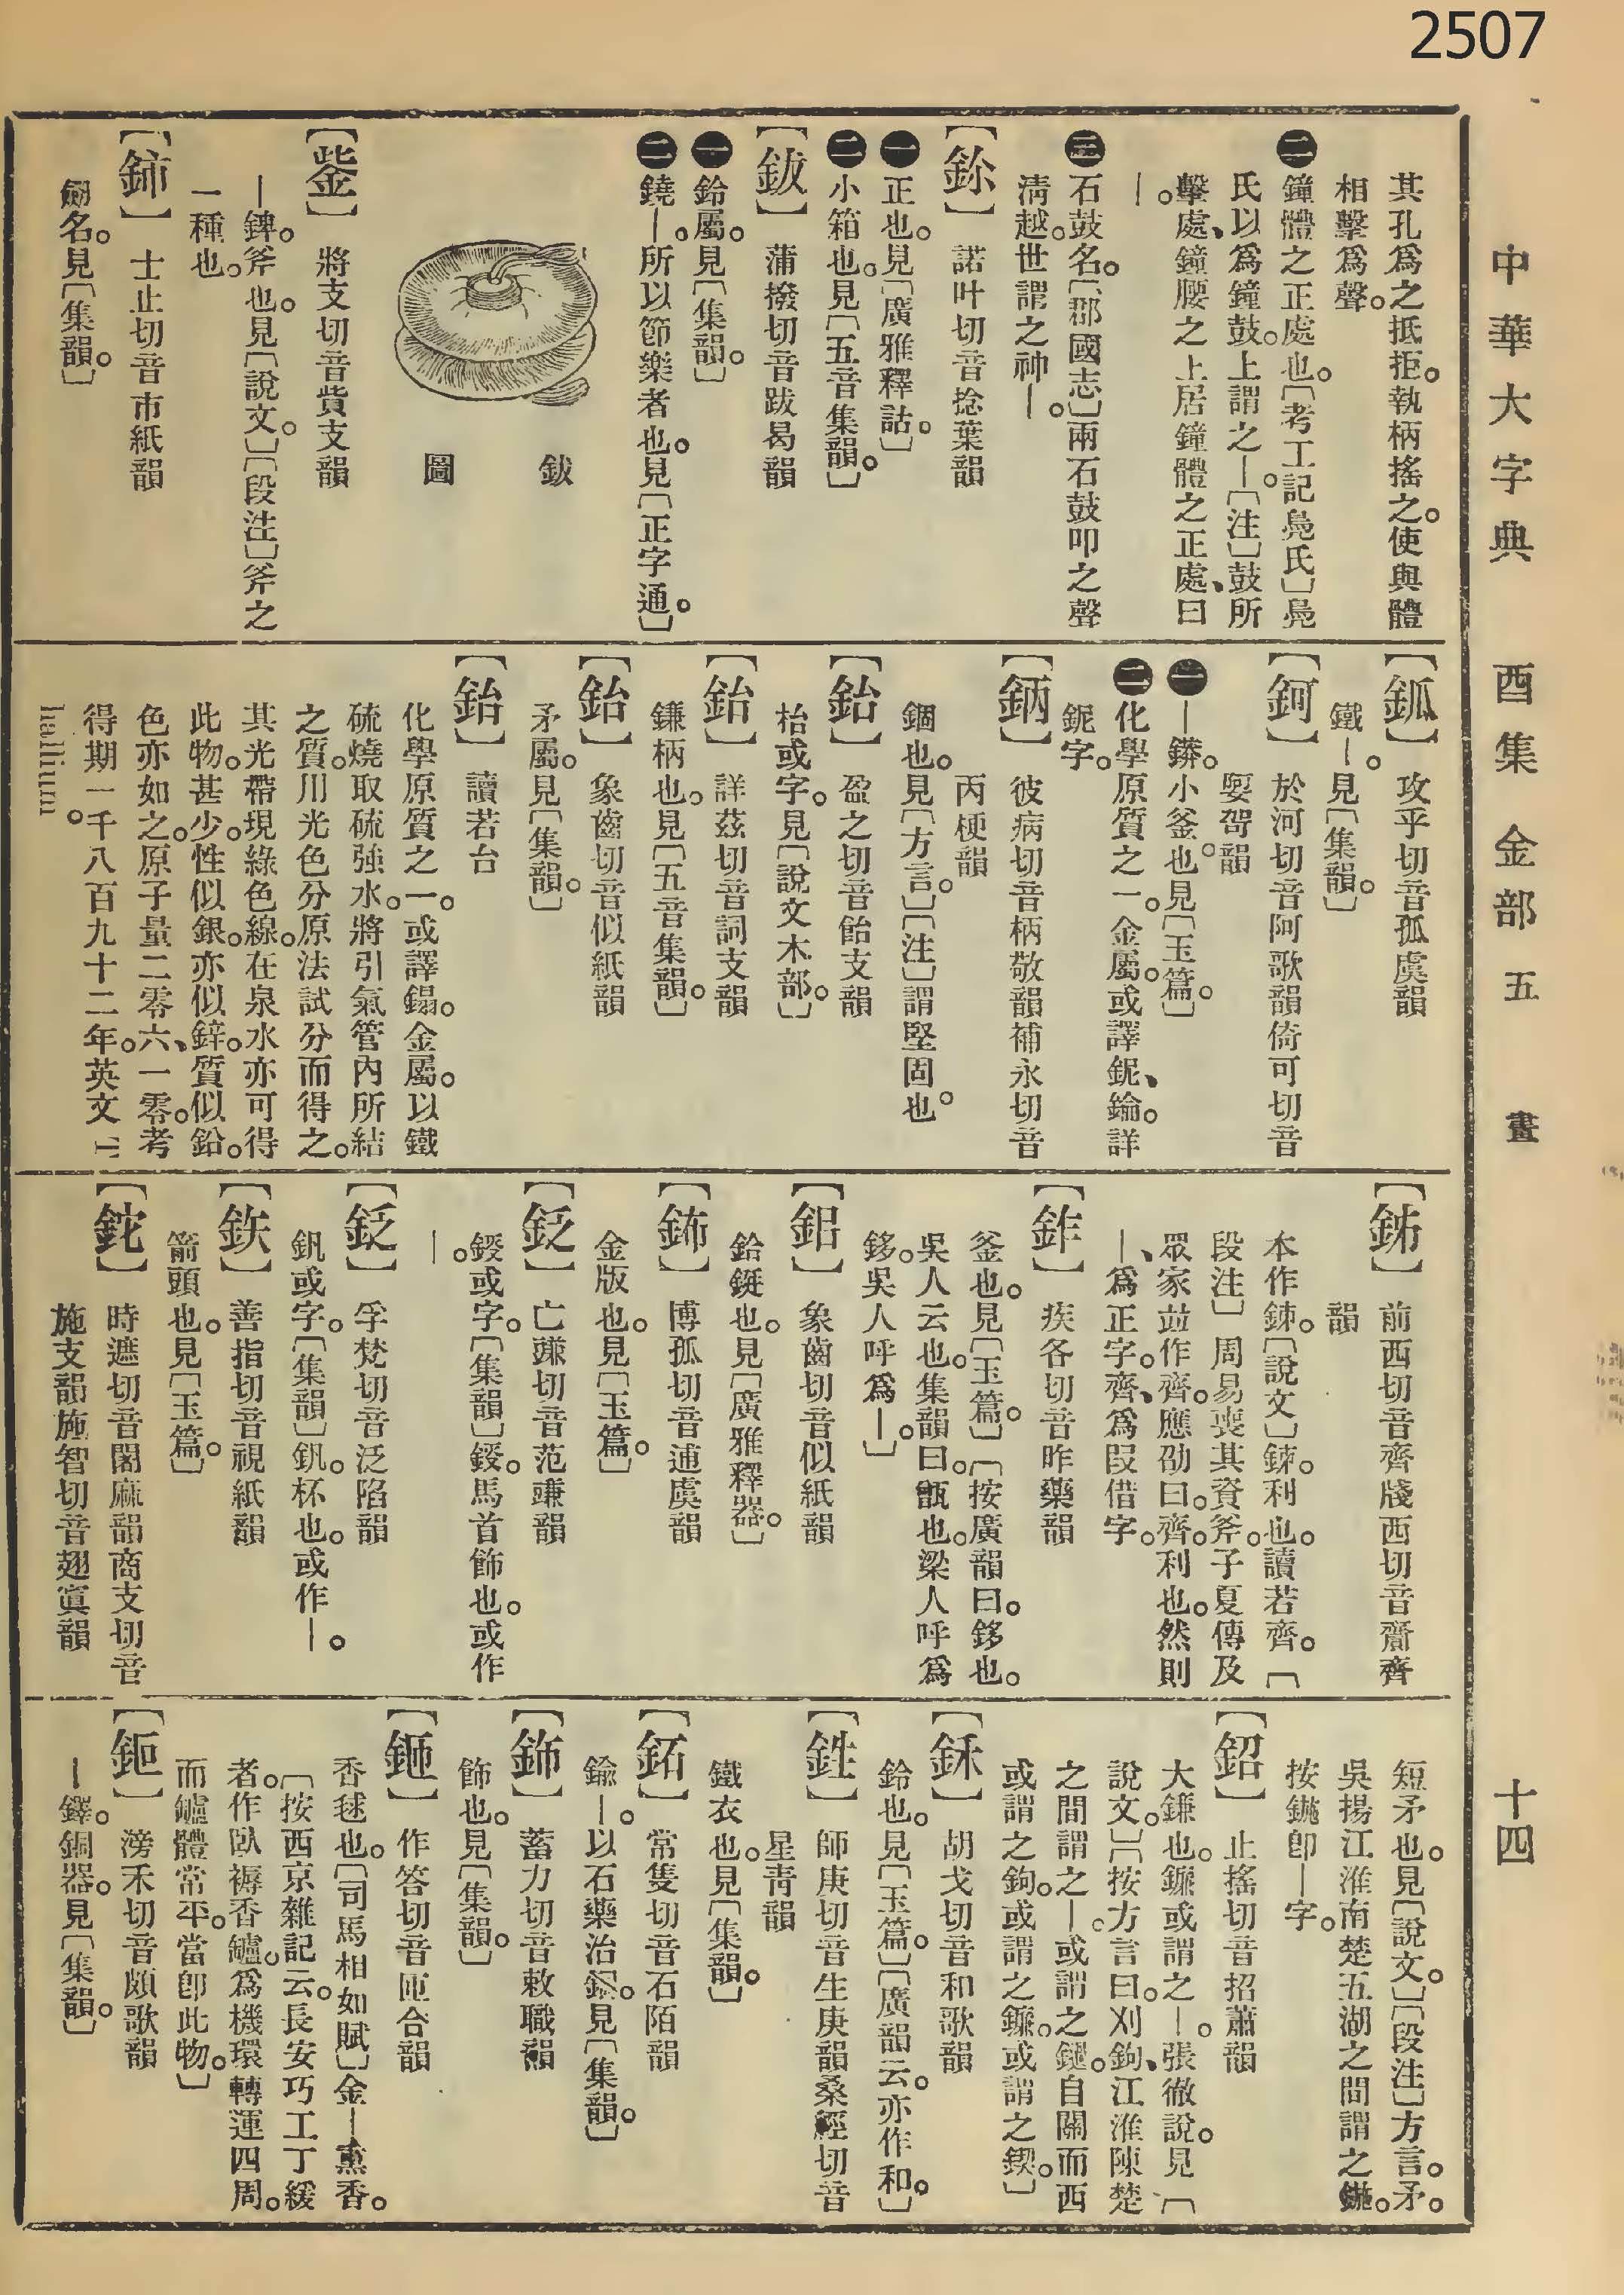 2507
中華大字典 酉集 金部 五畫 十四
其孔爲之抵拒。執柄搖之。使與體
相擊爲聲。
㊁鐘體之正處也。〔考工記鳧氏〕鳧
氏以爲鐘鼓。上謂之—。〔注〕鼓所
擊處、鐘腰之上居鐘體之正處、曰
—。
㊂石鼓名。〔郡國志〕兩石鼓叩之聲
淸越。世謂之神—。
【鈢】 諾叶切音捻葉韻
㊀正也。見〔廣雅釋詁。〕
㊁小箱也。見〔五音集韻。〕
【鈸】 蒲撥切音跋曷韻
㊀鈴屬。見〔集韻。〕
㊁鐃—。所以節樂者也。見〔正字通。〕
鈸圖
【鈭】 將支切音貲支韻
—錍。斧也。見〔說文。〕〔段注〕斧之
一種也。
【鈰】 士止切音市紙韻
劒名。見〔集韻。〕
【鈲】 攻乎切音孤虞韻
鐵—。見〔集韻。〕
【鈳】 於河切音阿歌韻倚可切音
㛄哿韻
㊀—䥈。小釜也。見〔玉篇。〕
㊁化學原質之一。金屬。或譯鈮、錀。詳
鈮字。
【鈵】 彼病切音柄敬韻補永切音
丙梗韻
錮也。見〔方言。〕〔注〕謂堅固也。
【鈶】 盈之切音飴支韻
枱或字。見〔說文木部。〕
【鈶】 詳茲切音詞支韻
鐮柄也。見〔五音集韻。〕
【鈶】 象齒切音似紙韻
矛屬。見〔集韻。〕
【鈶】 讀若台
化學原質之一。或譯鍚。金屬。以鐵
硫燒取硫強水。將引氣管內所結
之質。川光色分原法試分而得之。
其光帶現綠色線。在泉水亦可得
此物。甚少。性似銀。亦似鋅。質似鉛。
色亦如之。原子量二零六、一零。考
得期一千八百九十二年。英文
hallium。
【𨥙】 前西切音齊牋西切音齎齊
韻
本作𨦅。〔說文〕𨦅。利也。讀若齊。〔
段注〕周易喪其資斧。子夏傳及
眾家並作齊。應劭曰。齊。利也。然則
—、爲正字。齊、爲叚借字。
【鈼】 疾各切音昨藥韻
釜也。見〔玉篇。〕〔按廣韻曰。鉹也。
吳人云也。集韻曰。甑也。梁人呼爲
鉹。吳人呼爲—。〕
【鈻】 象齒切音似紙韻
鉿鋌也。見〔廣雅釋器。〕
【鈽】 博孤切音逋虞韻
金版也。見〔玉篇。〕
【鈘】 亡𧸖切音范𧸖韻
鋄或字。〔集韻〕鋄。馬首飾也。或作
—。
【鈘】 孚梵切音泛陷韻
釩或字。〔集韻〕釩。杯也。或作—。
【鉃】 善指切音視紙韻
箭頭也。見〔玉篇。〕
【鉈】 時遮切音闍麻韻商支切音
施支韻施智切音翅寘韻
短矛也。見〔說文。〕〔段注〕方言。矛。
吳揚江淮南楚五湖之間謂之鍦。
按鍦卽—字。
【鉊】 止搖切音招蕭韻
大鐮也。鐮或謂之—。張徹說。見〔
說文。〕〔按方言曰。刈鉤、江淮陳楚
之間謂之—。或謂之鐹。自關而西
或謂之鉤。或謂之鐮。或謂之鍥。〕
【鉌】 胡戈切音和歌韻
鈴也。見〔玉篇。〕〔廣韻云。亦作和。〕
【鉎】 師庚切音生庚韻桑經切音
星靑韻
鐵衣也。見〔集韻。〕
【鉐】 常隻切音石陌韻
鍮—。以石藥治銅。見〔集韻。〕
【鉓】 蓄力切音敕職韻
飾也。見〔集韻。〕
【鉔】 作答切音匝合韻
香毬也。〔司馬相如賦〕金—熏香。
〔按西京雜記云。長安巧工丁緩
者。作臥褥香鑪。爲機環轉運四周。
而鑪體常平。當卽此物。〕
【鉕】 滂禾切音頗歌韻
—鑼。銅器。見〔集韻。〕